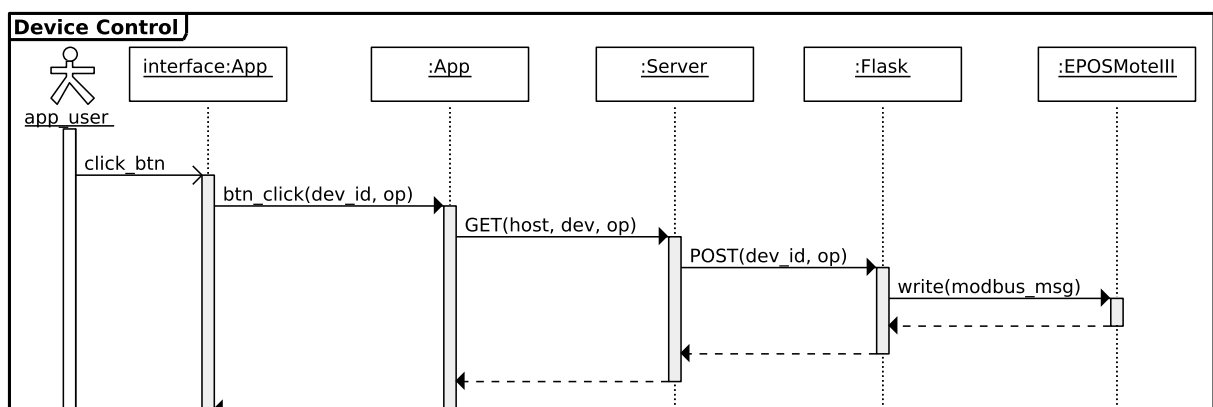 Device Control
app_user
interface:App
:App
:Server
:Flask
:EPOSMoteIII
click_btn
btn_click(dev_id, op)
GET(host, dev, op)
POST(dev_id, op)
write(modbus_msg)